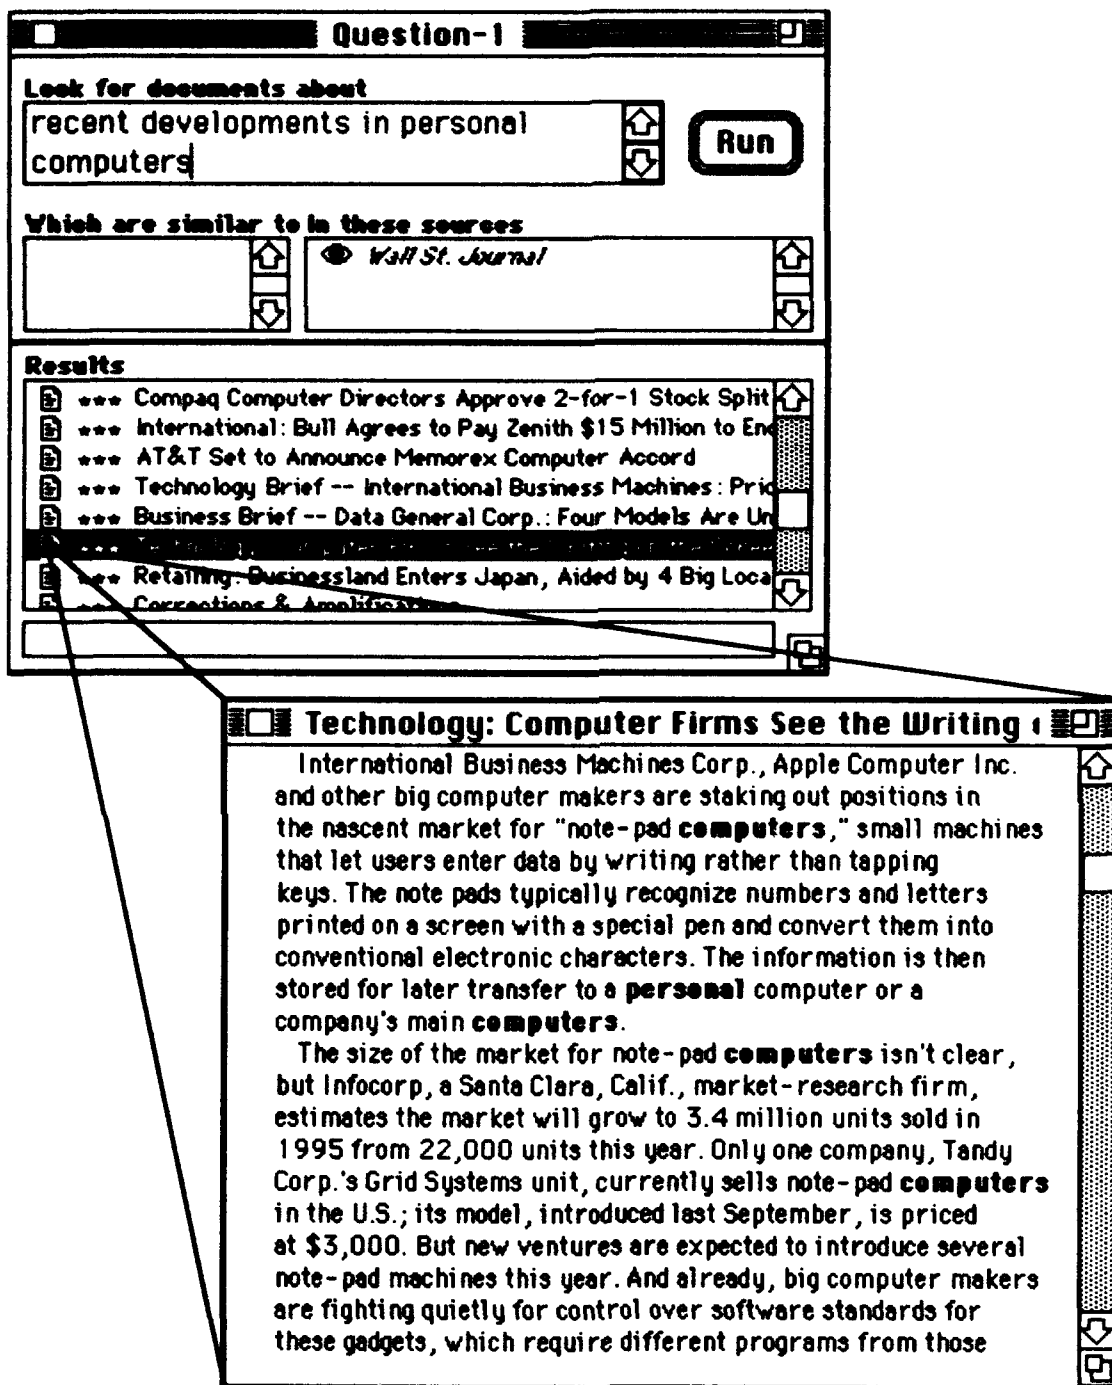 Question-1
Look for documents about
recent developments in personal
computers
Run
Which are similar to
in these sources
Wall St. Journal
Results
*** Compaq Computer Directors Approve 2-for-1 Stock Split
*** International: Bull Agrees to Pay Zenith $15 Million to End
*** AT&T Set to Announce Memorex Computer Accord
*** Technology Brief -- International Business Machines: Pric
*** Business Brief -- Data General Corp.: Four Models Are Un
***
*** Retailing: Businessland Enters Japan, Aided by 4 Big Loca
*** Corrections & Amplifications
Technology: Computer Firms See the Writing
International Business Machines Corp., Apple Computer Inc.
and other big computer makers are staking out positions in
the nascent market for "note-pad computers," small machines
that let users enter data by writing rather than tapping
keys. The note pads typically recognize numbers and letters
printed on a screen with a special pen and convert them into
conventional electronic characters. The information is then
stored for later transfer to a personal computer or a
company's main computers.
The size of the market for note-pad computers isn't clear,
but Infocorp, a Santa Clara, Calif., market-research firm,
estimates the market will grow to 3.4 million units sold in
1995 from 22,000 units this year. Only one company, Tandy
Corp.'s Grid Systems unit, currently sells note-pad computers
in the U.S.; its model, introduced last September, is priced
at $3,000. But new ventures are expected to introduce several
note-pad machines this year. And already, big computer makers
are fighting quietly for control over software standards for
these gadgets, which require different programs from those